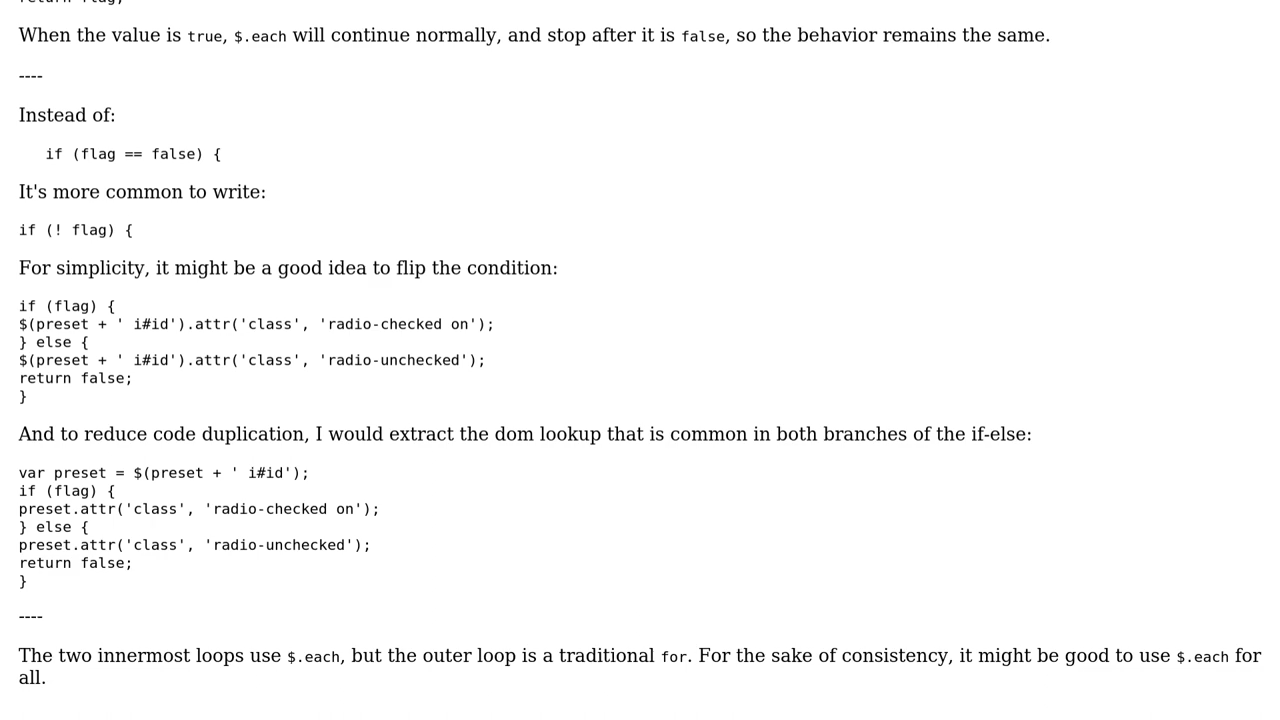 When the value is true, $.each will continue normally, and stop after it is false, so the behavior remains the same.
----
Instead of:
if (flag == false) {
It's more common to write:
if (! flag) {
For simplicity, it might be a good idea to flip the condition:
if (flag) {
$(preset + ' i#id').attr('class', 'radio-checked on');
} else {
$(preset + ' i#id').attr('class', 'radio-unchecked');
return false;
}
And to reduce code duplication, I would extract the dom lookup that is common in both branches of the if-else:
var preset = $(preset + ' i#id');
if (flag) {
preset.attr('class', 'radio-checked on');
} else {
preset.attr('class', 'radio-unchecked');
return false;
}
----
The two innermost loops use $.each, but the outer loop is a traditional for. For the sake of consistency, it might be good to use $.each for
all.